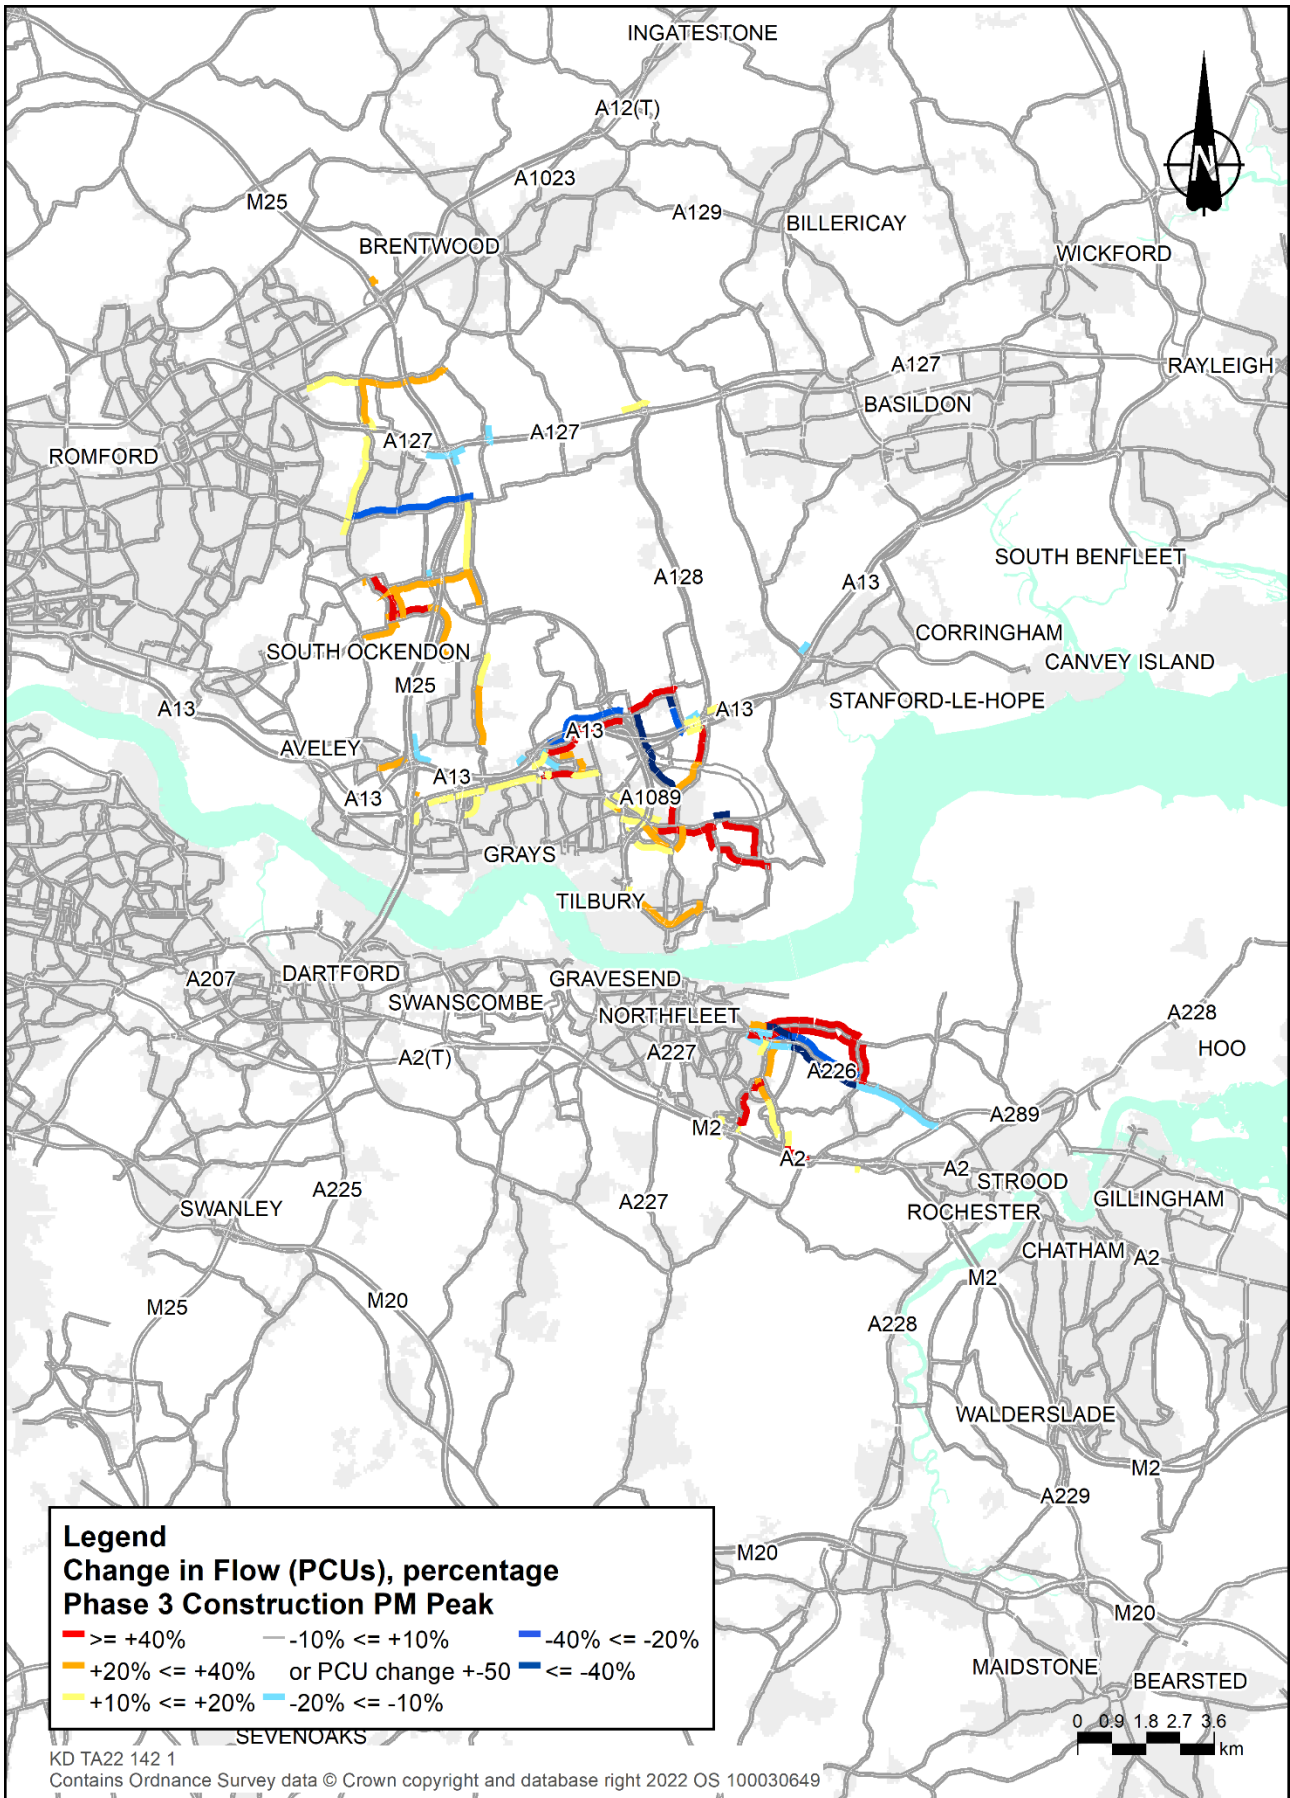 INGATESTONE
A12(T)
N
A1023
M25
A129
BILLERICAY
BRENTWOOD
WICKFORD
A127
RAYLEIGH
BASILDON
A127
A127
ROMFORD
SOUTH BENFLEET
A128
A13
CORRINGHAM
SOUTH OCKENDON
CANVEY ISLAND
M25
STANFORD-LE-HOPE
A13
A13
A13
AVELEY
A13
A13
A1089
GRAYS
TILBURY
DARTFORD
A207
GRAVESEND
SWANSCOMBE
NORTHFLEET
A228
HOO
A227
A2(T)
A226
A289
M2
A2
A2
STROOD
A225
GILLINGHAM
SWANLEY
A227
ROCHESTER
CHATHAM
A2
M2
M20
M25
A228
WALDERSLADE
M2
A229
M20
M20
MAIDSTONE
BEARSTED
Legend
Change in Flow (PCUs), percentage
Phase 3 Construction PM Peak
>= +40%
-10% <= +10%
-40% <= -20%
+20% <= +40%
or PCU change +-50
<= -40%
+10% <= +20%
-20% <= -10%
0 0.9 1.8 2.7 3.6
km
SEVENOAKS
KD TA22 142 1
Contains Ordnance Survey data © Crown copyright and database right 2022 OS 100030649